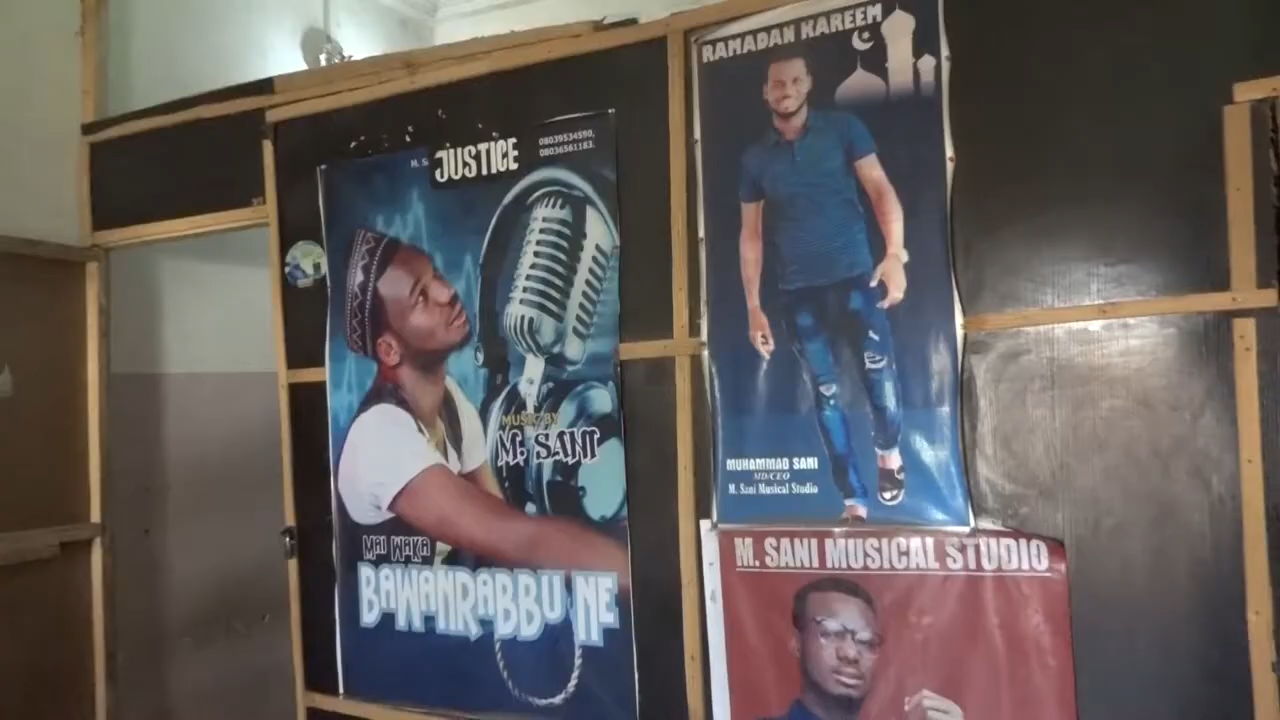 M. S
JUSTICE
08039534590,
08036561183.
MUSIC BY
M. SANI
MAI WAKA
BAWANRABBU NE
RAMADAN KAREEM
MUHAMMAD SANI
MD/CEO
M. Sani Musical Studio
M. SANI MUSICAL STUDIO